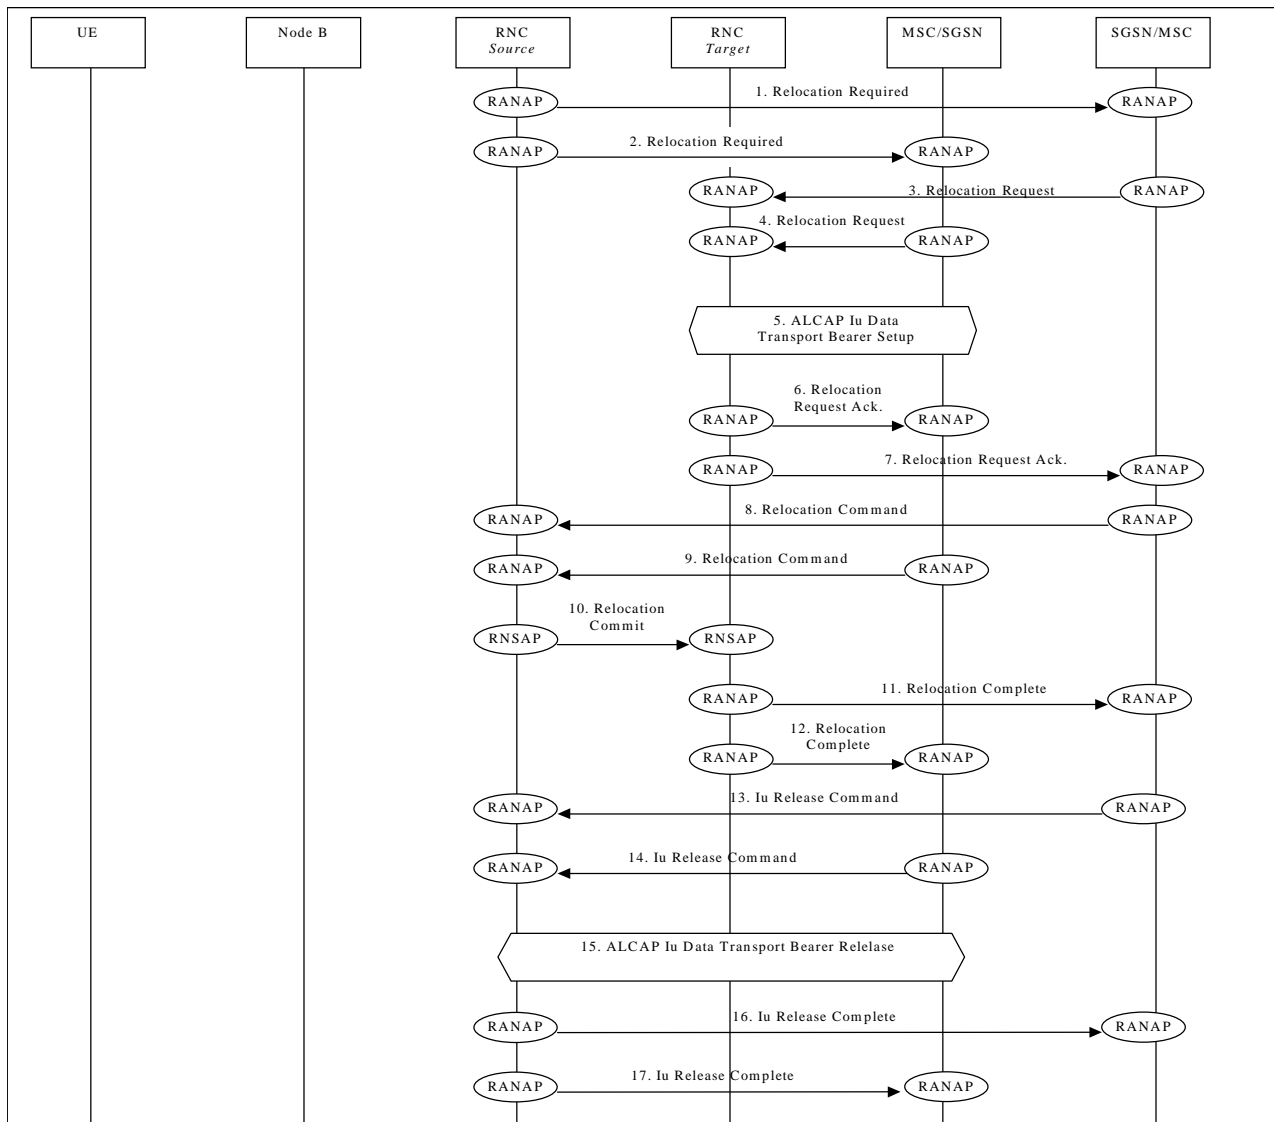 UE
Node B
RNC
Source
RNC
Target
MSC/SGSN
SGSN/MSC
RANAP
1. Relocation Required
RANAP
RANAP
2. Relocation Required
RANAP
RANAP
3. Relocation Request
RANAP
RANAP
4. Relocation Request
RANAP
5. ALCAP Iu Data
Transport Bearer Setup
RANAP
6. Relocation
Request Ack.
RANAP
RANAP
7. Relocation Request Ack.
RANAP
RANAP
8. Relocation Command
RANAP
RANAP
9. Relocation Command
RANAP
RNSAP
10. Relocation
Commit
RNSAP
RANAP
11. Relocation Complete
RANAP
RANAP
12. Relocation
Complete
RANAP
RANAP
13. Iu Release Command
RANAP
RANAP
14. Iu Release Command
RANAP
15. ALCAP Iu Data Transport Bearer Relelase
RANAP
16. Iu Release Complete
RANAP
RANAP
17. Iu Release Complete
RANAP